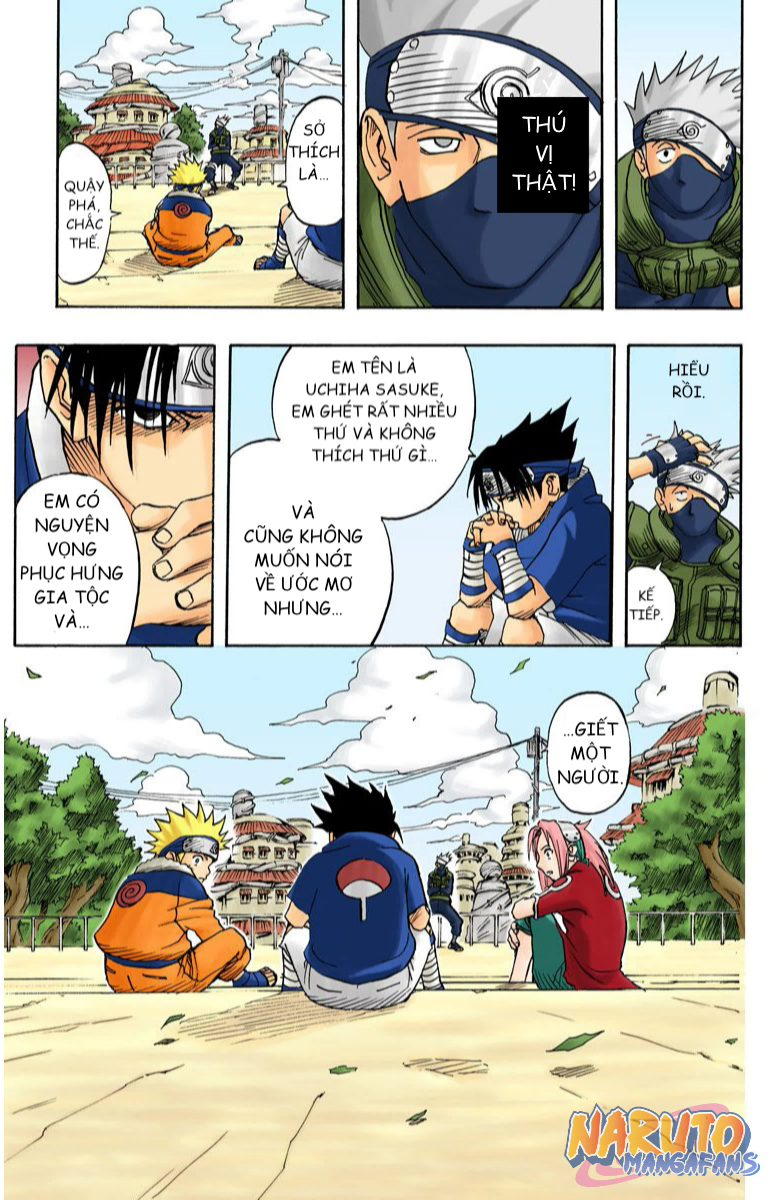 SỞ
THÍCH
LÀ...
QUẬY
PHÁ,
CHẮC
THẾ.
THÚ
VỊ
THẬT!
HIỂU
RỒI.
KẾ
TIẾP.
EM TÊN LÀ
UCHIHA SASUKE,
EM GHÉT RẤT NHIỀU
THỨ VÀ KHÔNG
THÍCH THỨ GÌ...
VÀ
CŨNG KHÔNG
MUỐN NÓI
VỀ ƯỚC MƠ
NHƯNG...
EM CÓ
NGUYỆN
VỌNG
PHỤC HƯNG
GIA TỘC
VÀ...
...GIẾT
MỘT
NGƯỜI.
NARUTO
MANGAFANS